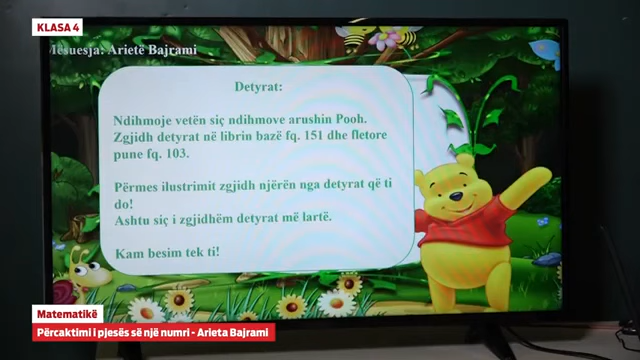 KLASA 4
Mësuesja: Arietë Bajrami
Detyrat:
Ndihmoje vetën siç ndihmove arushin Pooh.
Zgjidh detyrat në librin bazë fq. 151 dhe fletore
pune fq. 103.
Përmes ilustrimit zgjidh njërën nga detyrat që ti
do!
Ashtu siç i zgjidhëm detyrat më lartë.
Kam besim tek ti!
Matematikë
Përcaktimi i pjesës së një numri - Arieta Bajrami